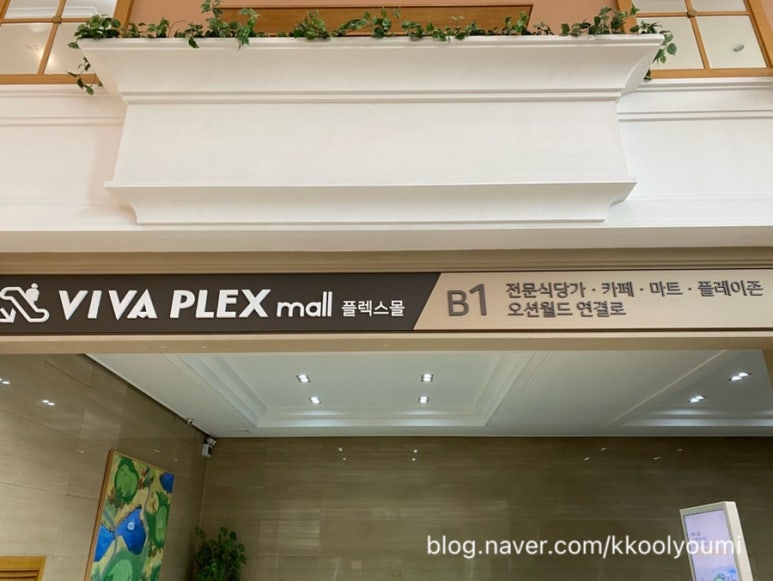 VIVA PLEX mall 플렉스몰
B1
전문식당가 · 카페 · 마트 · 플레이존
오션월드 연결로
blog.naver.com/kkoolyoumi